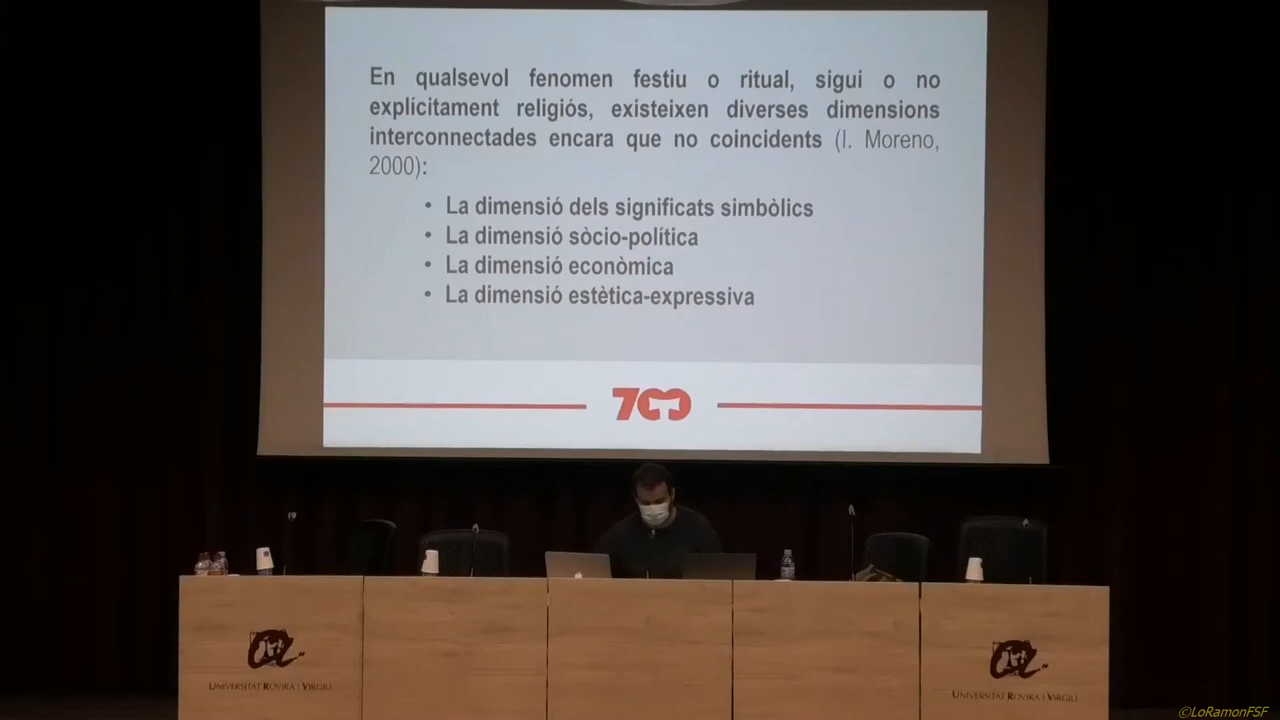 En qualsevol fenomen festiu o ritual, sigui o no
explícitament religiós, existeixen diverses dimensions
interconnectades encara que no coincidents (I. Moreno,
2000):
• La dimensió dels significats simbòlics
• La dimensió sòcio-política
• La dimensió econòmica
• La dimensió estètica-expressiva
700
UNIVERSITAT ROVIRA I VIRGILI
UNIVERSITAT ROVIRA I VIRGILI
©LoRamonFSF